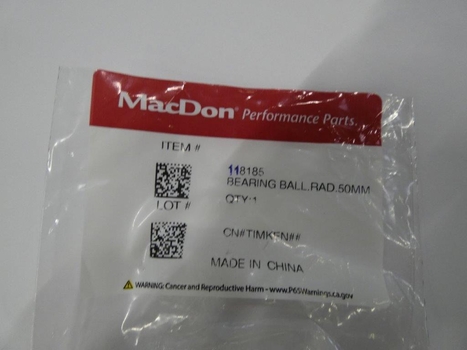 MacDon® Performance Parts.
ITEM #
118185
BEARING BALL.RAD.50MM
QTY:1
LOT #
CN#TIMKEN##
MADE IN CHINA
WARNING: Cancer and Reproductive Harm - www.P65Warnings.ca.gov